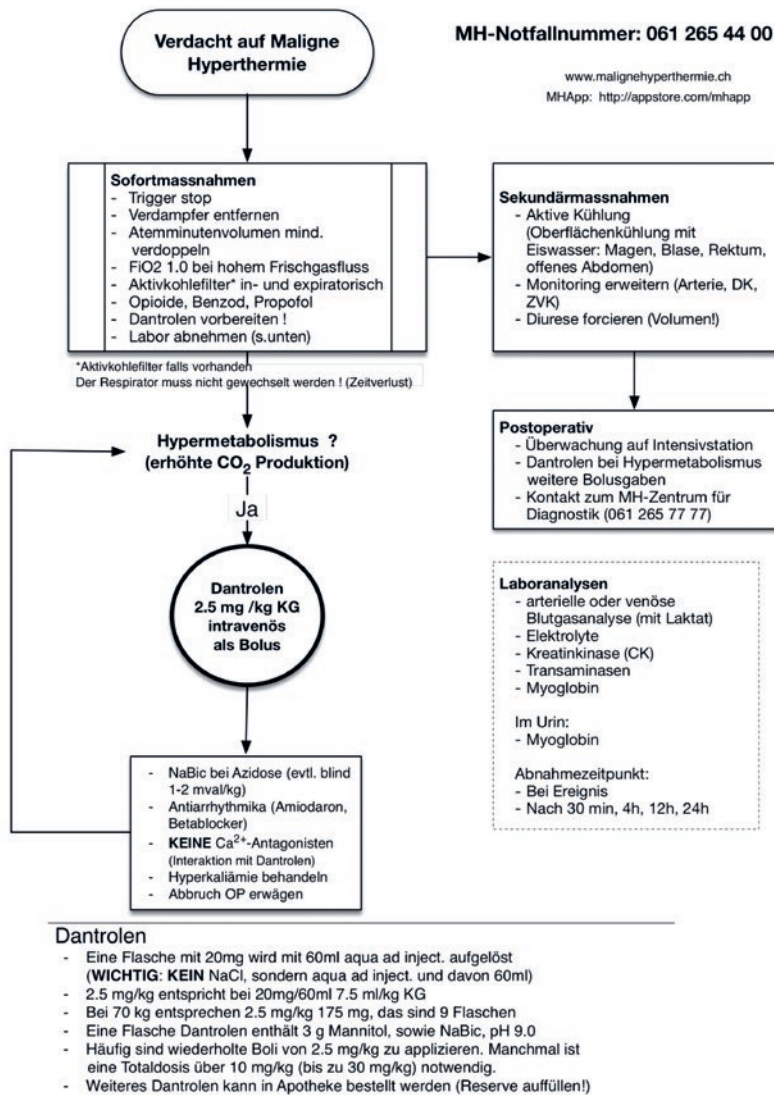 Verdacht auf Maligne
Hyperthermie
MH-Notfallnummer: 061 265 44 00
www.malignehyperthermie.ch
MHApp: http://appstore.com/mhapp
Sofortmassnahmen
- Trigger stop
- Verdampfer entfernen
- Atemminutenvolumen mind.
verdoppeln
- FiO2 1.0 bei hohem Frischgasfluss
- Aktivkohlefilter* in- und expiratorisch
- Opioide, Benzod, Propofol
- Dantrolen vorbereiten !
- Labor abnehmen (s.unten)
*Aktivkohlefilter falls vorhanden
Der Respirator muss nicht gewechselt werden ! (Zeitverlust)
Sekundärmassnahmen
- Aktive Kühlung
(Oberflächenkühlung mit
Eiswasser: Magen, Blase, Rektum,
offenes Abdomen)
- Monitoring erweitern (Arterie, DK,
ZVK)
- Diurese forcieren (Volumen!)
Hypermetabolismus ?
(erhöhte CO₂ Produktion)
Ja
Dantrolen
2.5 mg /kg KG
intravenös
als Bolus
Postoperativ
- Überwachung auf Intensivstation
- Dantrolen bei Hypermetabolismus
weitere Bolusgaben
- Kontakt zum MH-Zentrum für
Diagnostik (061 265 77 77)
Laboranalysen
- arterielle oder venöse
Blutgasanalyse (mit Laktat)
- Elektrolyte
- Kreatinkinase (CK)
- Transaminasen
- Myoglobin
Im Urin:
- Myoglobin
Abnahmezeitpunkt:
- Bei Ereignis
- Nach 30 min, 4h, 12h, 24h
- NaBic bei Azidose (evtl. blind
1-2 mval/kg)
- Antiarrhythmika (Amiodaron,
Betablocker)
- KEINE Ca²⁺-Antagonisten
(Interaktion mit Dantrolen)
- Hyperkaliämie behandeln
- Abbruch OP erwägen
Dantrolen
- Eine Flasche mit 20mg wird mit 60ml aqua ad inject. aufgelöst
(WICHTIG: KEIN NaCl, sondern aqua ad inject. und davon 60ml)
- 2.5 mg/kg entspricht bei 20mg/60ml 7.5 ml/kg KG
- Bei 70 kg entsprechen 2.5 mg/kg 175 mg, das sind 9 Flaschen
- Eine Flasche Dantrolen enthält 3 g Mannitol, sowie NaBic, pH 9.0
- Häufig sind wiederholte Boli von 2.5 mg/kg zu applizieren. Manchmal ist
eine Totaldosis über 10 mg/kg (bis zu 30 mg/kg) notwendig.
- Weiteres Dantrolen kann in Apotheke bestellt werden (Reserve auffüllen!)